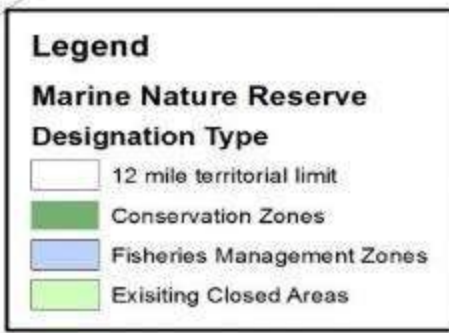 Legend
Marine Nature Reserve
Designation Type
12 mile territorial limit
Conservation Zones
Fisheries Management Zones
Exisiting Closed Areas